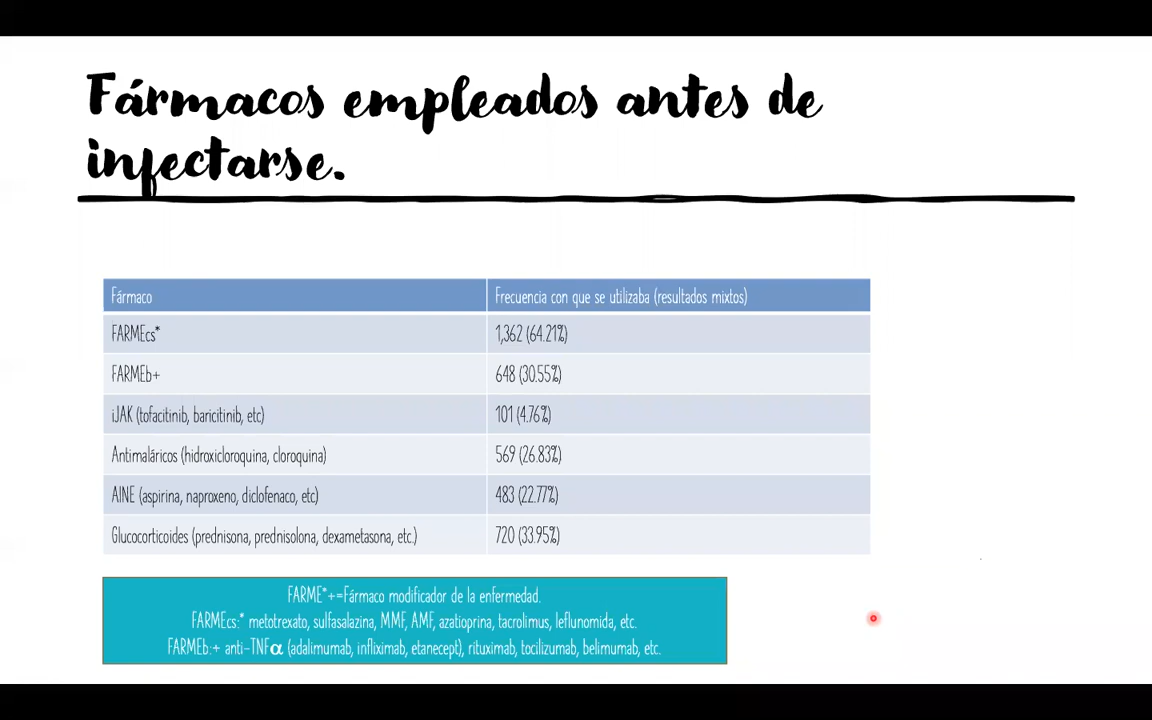 Fármacos empleados antes de
infectarse.
Fármaco Frecuencia con que se utilizaba (resultados mixtos)
FARMEcs* 1,362 (64.21%)
FARMEb+ 648 (30.55%)
iJAK (tofacitinib, baricitinib, etc) 101 (4.76%)
Antimaláricos (hidroxicloroquina, cloroquina) 569 (26.83%)
AINE (aspirina, naproxeno, diclofenaco, etc) 483 (22.77%)
Glucocorticoides (prednisona, prednisolona, dexametasona, etc.) 720 (33.95%)
FARME*+=Fármaco modificador de la enfermedad.
FARMEcs:* metotrexato, sulfasalazina, MMF, AMF, azatioprina, tacrolimus, leflunomida, etc.
FARMEb:+ anti-TNFα (adalimumab, infliximab, etanecept), rituximab, tocilizumab, belimumab, etc.